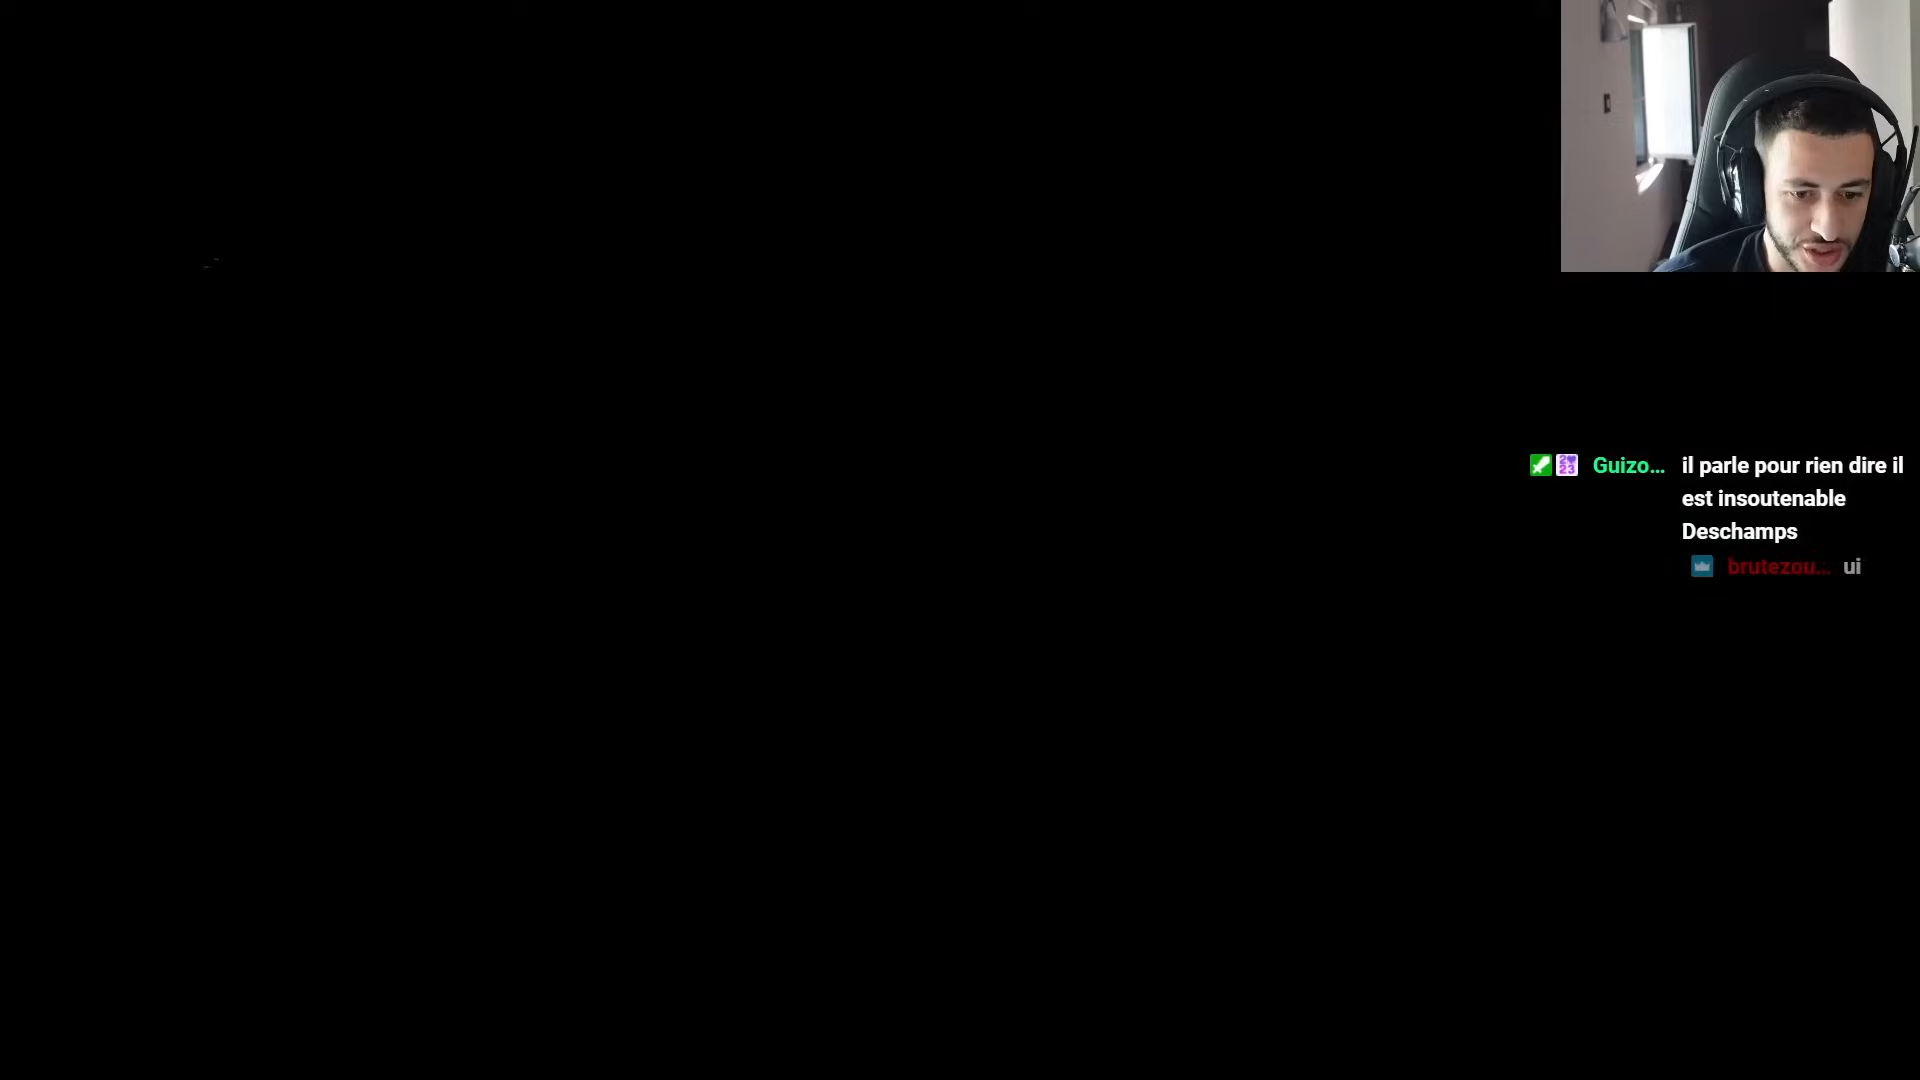 Guizo... il parle pour rien dire il
est insoutenable
Deschamps
brutezou... ui